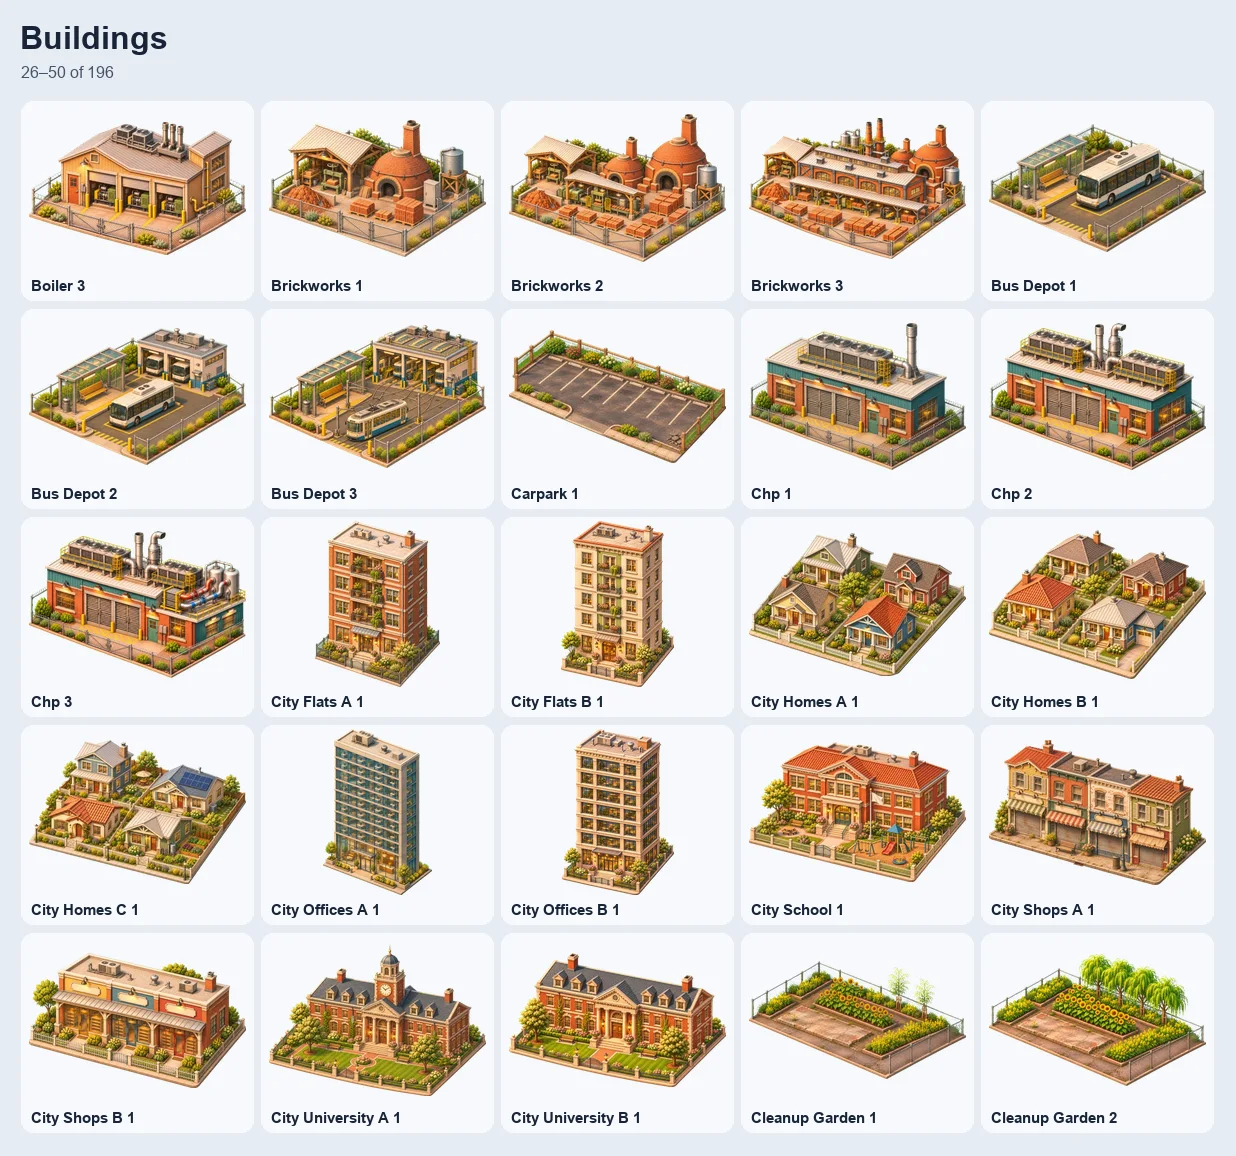 Buildings
26–50 of 196
Boiler 3
Brickworks 1
Brickworks 2
Brickworks 3
Bus Depot 1
Bus Depot 2
Bus Depot 3
Carpark 1
Chp 1
Chp 2
Chp 3
City Flats A 1
City Flats B 1
City Homes A 1
City Homes B 1
City Homes C 1
City Offices A 1
City Offices B 1
City School 1
City Shops A 1
City Shops B 1
City University A 1
City University B 1
Cleanup Garden 1
Cleanup Garden 2